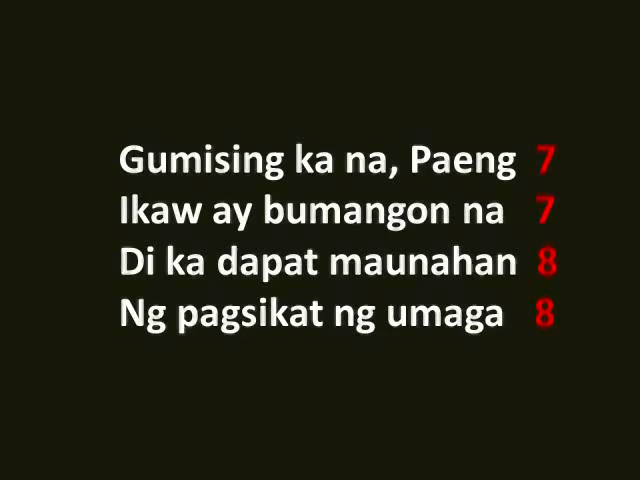 Gumising ka na, Paeng 7
Ikaw ay bumangon na 7
Di ka dapat maunahan 8
Ng pagsikat ng umaga 8